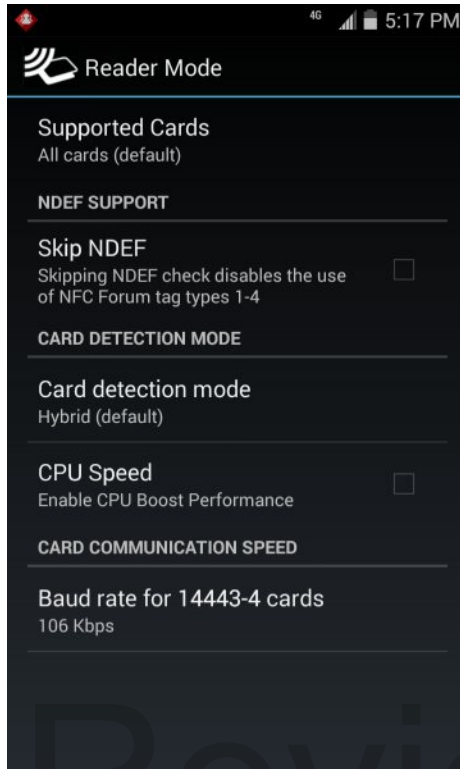 4G 5:17 PM
Reader Mode
Supported Cards
All cards (default)
NDEF SUPPORT
Skip NDEF
Skipping NDEF check disables the use
of NFC Forum tag types 1-4
CARD DETECTION MODE
Card detection mode
Hybrid (default)
CPU Speed
Enable CPU Boost Performance
CARD COMMUNICATION SPEED
Baud rate for 14443-4 cards
106 Kbps